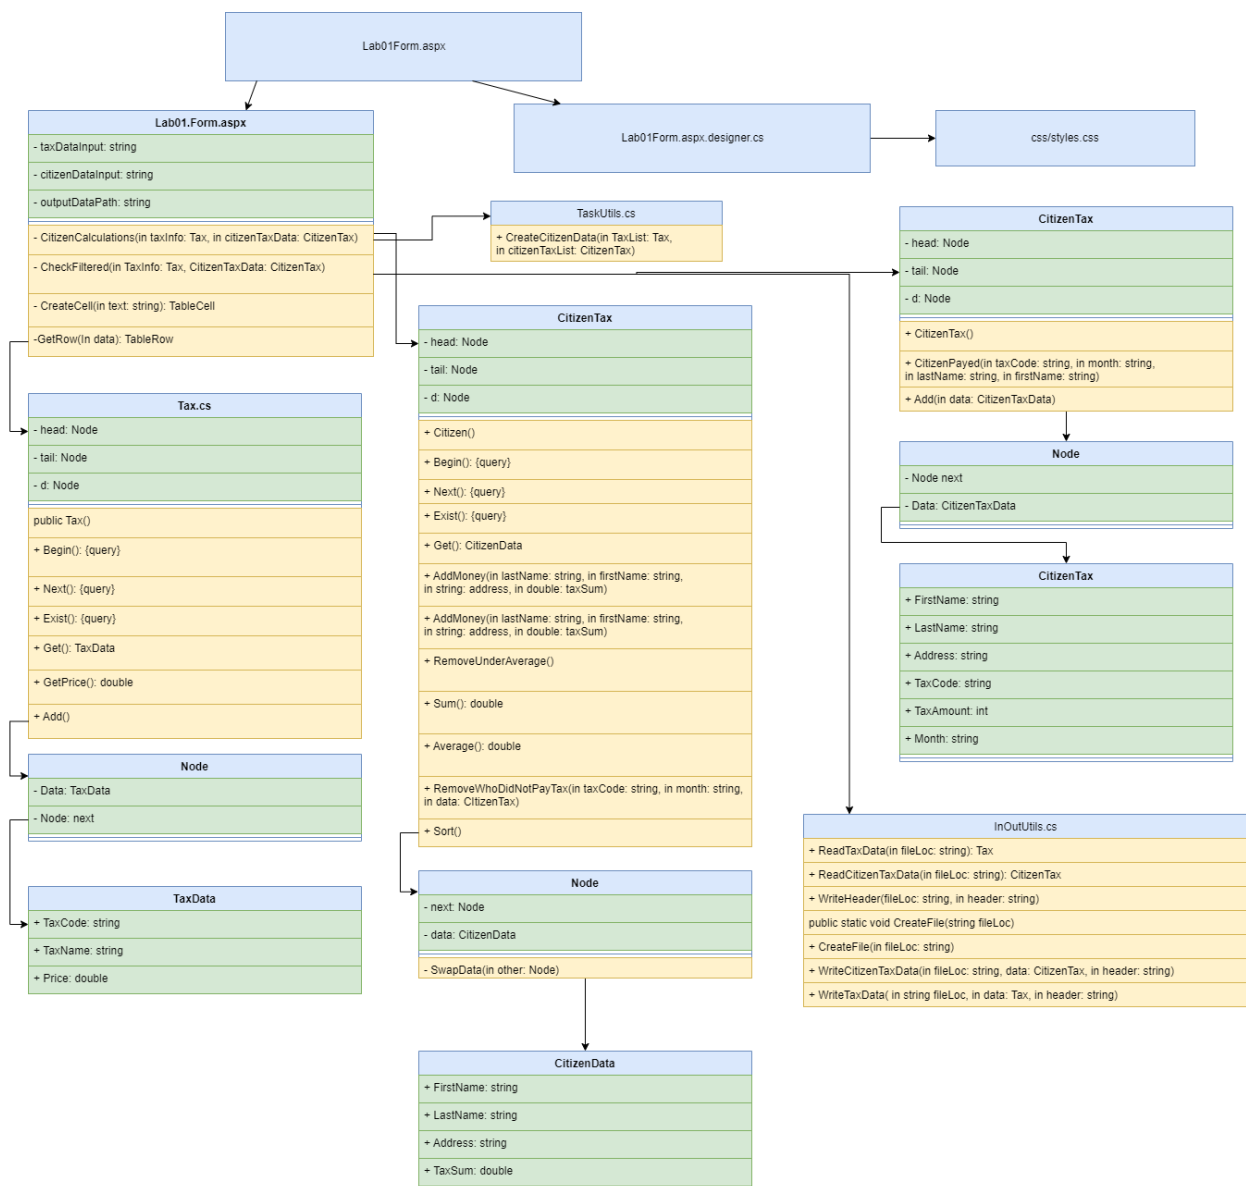 Lab01Form.aspx
Lab01.Form.aspx
- taxDataInput: string
- citizenDataInput: string
- outputDataPath: string
- CitizenCalculations(in taxInfo: Tax, in citizenTaxData: CitizenTax)
- CheckFiltered(in TaxInfo: Tax, CitizenTaxData: CitizenTax)
- CreateCell(in text: string): TableCell
-GetRow(In data): TableRow
Lab01Form.aspx.designer.cs
css/styles.css
TaskUtils.cs
+ CreateCitizenData(in TaxList: Tax,
in citizenTaxList: CitizenTax)
Tax.cs
- head: Node
- tail: Node
- d: Node
public Tax()
+ Begin(): {query}
+ Next(): {query}
+ Exist(): {query}
+ Get(): TaxData
+ GetPrice(): double
+ Add()
Node
- Data: TaxData
- Node: next
TaxData
+ TaxCode: string
+ TaxName: string
+ Price: double
CitizenTax
- head: Node
- tail: Node
- d: Node
+ Citizen()
+ Begin(): {query}
+ Next(): {query}
+ Exist(): {query}
+ Get(): CitizenData
+ AddMoney(in lastName: string, in firstName: string,
in string: address, in double: taxSum)
+ AddMoney(in lastName: string, in firstName: string,
in string: address, in double: taxSum)
+ RemoveUnderAverage()
+ Sum(): double
+ Average(): double
+ RemoveWhoDidNotPayTax(in taxCode: string, in month: string,
in data: CItizenTax)
+ Sort()
Node
- next: Node
- data: CitizenData
- SwapData(in other: Node)
CitizenData
+ FirstName: string
+ LastName: string
+ Address: string
+ TaxSum: double
CitizenTax
- head: Node
- tail: Node
- d: Node
+ CitizenTax()
+ CitizenPayed(in taxCode: string, in month: string,
in lastName: string, in firstName: string)
+ Add(in data: CitizenTaxData)
Node
- Node next
- Data: CitizenTaxData
CitizenTax
+ FirstName: string
+ LastName: string
+ Address: string
+ TaxCode: string
+ TaxAmount: int
+ Month: string
InOutUtils.cs
+ ReadTaxData(in fileLoc: string): Tax
+ ReadCitizenTaxData(in fileLoc: string): CitizenTax
+ WriteHeader(fileLoc: string, in header: string)
public static void CreateFile(string fileLoc)
+ CreateFile(in fileLoc: string)
+ WriteCitizenTaxData(in fileLoc: string, data: CitizenTax, in header: string)
+ WriteTaxData( in string fileLoc, in data: Tax, in header: string)